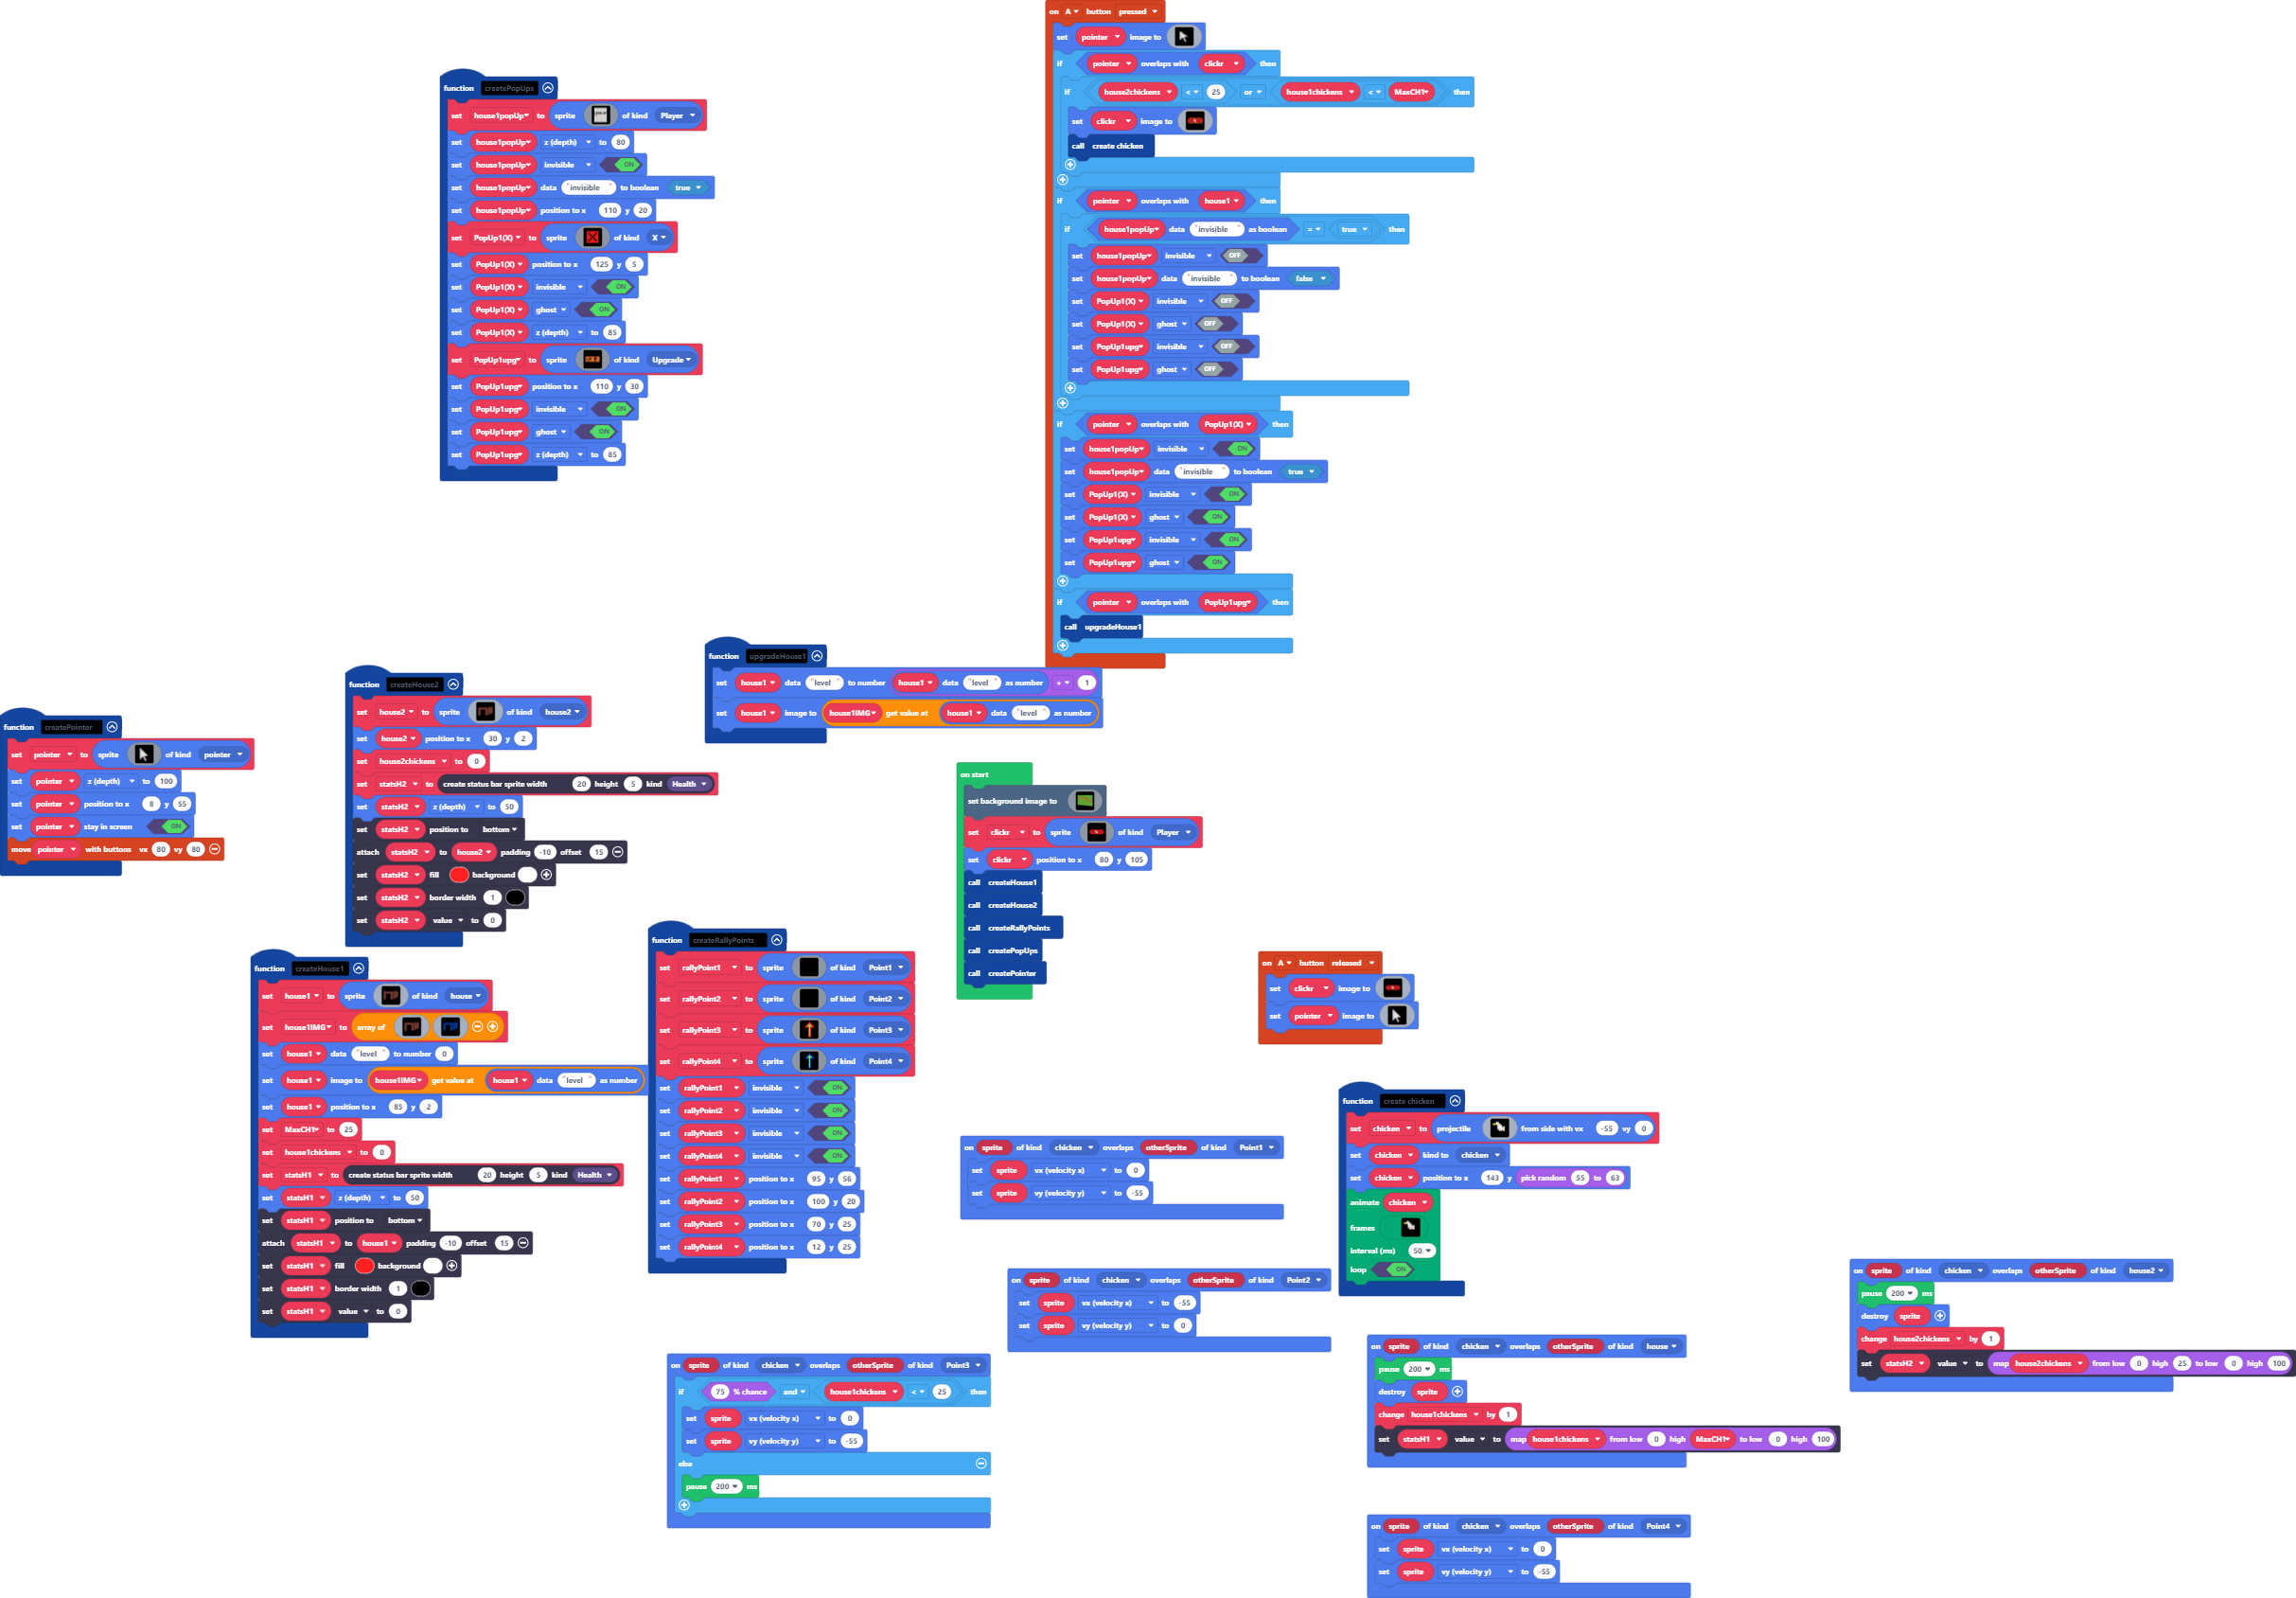 function createPopUps
set house1popUp to sprite of kind Player
set house1popUp z (depth) to 80
set house1popUp invisible ON
set house1popUp data "invisible" to boolean true
set house1popUp position to x 110 y 20
set PopUp1(X) to sprite of kind X
set PopUp1(X) position to x 125 y 5
set PopUp1(X) invisible ON
set PopUp1(X) ghost ON
set PopUp1(X) z (depth) to 85
set PopUp1upg to sprite of kind Upgrade
set PopUp1upg position to x 110 y 30
set PopUp1upg invisible ON
set PopUp1upg ghost ON
set PopUp1upg z (depth) to 85
on A button pressed
set pointer image to
if pointer overlaps with clickr then
if house2chickens < 25 or house1chickens < MaxCH1 then
set clickr image to
call create chicken
if pointer overlaps with house1 then
if house1popUp data "invisible" as boolean = true then
set house1popUp invisible OFF
set house1popUp data "invisible" to boolean false
set PopUp1(X) invisible OFF
set PopUp1(X) ghost OFF
set PopUp1upg invisible OFF
set PopUp1upg ghost OFF
if pointer overlaps with PopUp1(X) then
set house1popUp invisible ON
set house1popUp data "invisible" to boolean true
set PopUp1(X) invisible ON
set PopUp1(X) ghost ON
set PopUp1upg invisible ON
set PopUp1upg ghost ON
if pointer overlaps with PopUp1upg then
call upgradeHouse1
function upgradeHouse1
set house1 data "level" to number house1 data "level" as number + 1
set house1 image to house1IMG get value at house1 data "level" as number
function createHouse2
set house2 to sprite of kind house2
set house2 position to x 30 y 2
set house2chickens to 0
set statsH2 to create status bar sprite width 20 height 5 kind Health
set statsH2 z (depth) to 50
set statsH2 position to bottom
attach statsH2 to house2 padding -10 offset 15
set statsH2 fill background
set statsH2 border width 1
set statsH2 value to 0
function createPointer
set pointer to sprite of kind pointer
set pointer z (depth) to 100
set pointer position to x 8 y 55
set pointer stay in screen ON
move pointer with buttons vx 80 vy 80
on start
set background image to
set clickr to sprite of kind Player
set clickr position to x 80 y 105
call createHouse1
call createHouse2
call createRallyPoints
call createPopUps
call createPointer
function createHouse1
set house1 to sprite of kind house
set house1IMG to array of
set house1 data "level" to number 0
set house1 image to house1IMG get value at house1 data "level" as number
set house1 position to x 85 y 2
set MaxCH1 to 25
set house1chickens to 0
set statsH1 to create status bar sprite width 20 height 5 kind Health
set statsH1 z (depth) to 50
set statsH1 position to bottom
attach statsH1 to house1 padding -10 offset 15
set statsH1 fill background
set statsH1 border width 1
set statsH1 value to 0
function createRallyPoints
set rallyPoint1 to sprite of kind Point1
set rallyPoint2 to sprite of kind Point2
set rallyPoint3 to sprite of kind Point3
set rallyPoint4 to sprite of kind Point4
set rallyPoint1 invisible ON
set rallyPoint2 invisible ON
set rallyPoint3 invisible ON
set rallyPoint4 invisible ON
set rallyPoint1 position to x 95 y 56
set rallyPoint2 position to x 100 y 20
set rallyPoint3 position to x 70 y 25
set rallyPoint4 position to x 12 y 25
on A button released
set clickr image to
set pointer image to
function create chicken
set chicken to projectile from side with vx -55 vy 0
set chicken kind to chicken
set chicken position to x 143 y pick random 55 to 63
animate chicken
frames
interval (ms) 50
loop ON
on sprite of kind chicken overlaps otherSprite of kind Point1
set sprite vx (velocity x) to 0
set sprite vy (velocity y) to -55
on sprite of kind chicken overlaps otherSprite of kind Point2
set sprite vx (velocity x) to -55
set sprite vy (velocity y) to 0
on sprite of kind chicken overlaps otherSprite of kind house2
pause 200 ms
destroy sprite
change house2chickens by 1
set statsH2 value to map house2chickens from low 0 high 25 to low 0 high 100
on sprite of kind chicken overlaps otherSprite of kind house
pause 200 ms
destroy sprite
change house1chickens by 1
set statsH1 value to map house1chickens from low 0 high MaxCH1 to low 0 high 100
on sprite of kind chicken overlaps otherSprite of kind Point3
if 75 % chance and house1chickens < 25 then
set sprite vx (velocity x) to 0
set sprite vy (velocity y) to -55
else
pause 200 ms
on sprite of kind chicken overlaps otherSprite of kind Point4
set sprite vx (velocity x) to 0
set sprite vy (velocity y) to -55